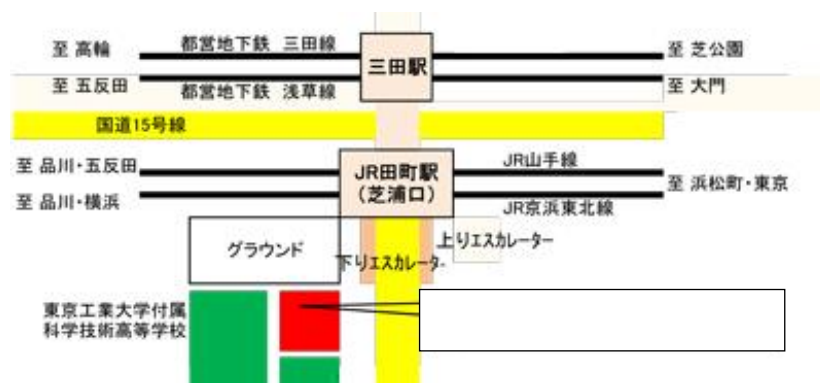 至 高輪
都営地下鉄 三田線
三田駅
至 芝公園
至 五反田
都営地下鉄 浅草線
至 大門
国道15号線
至 品川・五反田
JR田町駅
(芝浦口)
JR山手線
至 浜松町・東京
至 品川・横浜
JR京浜東北線
グラウンド
上りエスカレーター
下りエスカレータ-
東京工業大学付属
科学技術高等学校